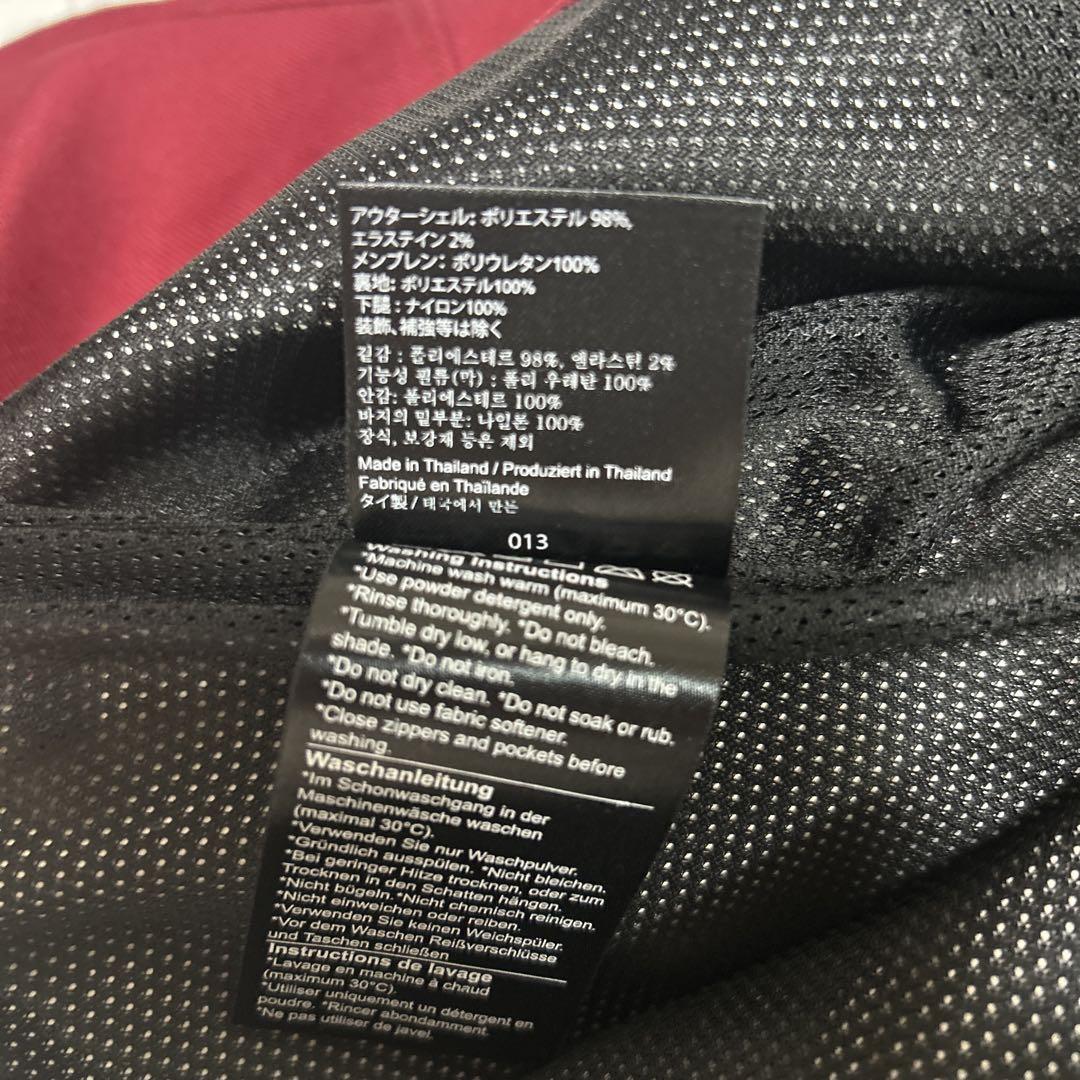 アウターシェル: ポリエステル 98%,
エラステイン 2%
メンブレン: ポリウレタン100%
裏地: ポリエステル100%
下腿 : ナイロン100%
装飾、補強等は除く
겉감 : 폴리에스테르 98%, 엘라스틴 2%
기능성 필름(막) : 폴리 우레탄 100%
안감: 폴리에스테르 100%
바지의 밑부분: 나일론 100%
장식, 보강재 등은 제외
Made in Thailand / Produziert in Thailand
Fabriqué en Thaïlande
タイ製 / 태국에서 만든
013
Washing Instructions
*Machine wash warm (maximum 30°C).
*Use powder detergent only.
*Rinse thoroughly. *Do not bleach.
*Tumble dry low, or hang to dry in the
shade. *Do not iron.
*Do not dry clean. *Do not soak or rub.
*Do not use fabric softener.
*Close zippers and pockets before
washing.
Waschanleitung
*Im Schonwaschgang in der
Maschinenwäsche waschen
(maximal 30°C).
*Verwenden Sie nur Waschpulver.
*Gründlich ausspülen. *Nicht bleichen.
*Bei geringer Hitze trocknen, oder zum
Trocknen in den Schatten hängen.
*Nicht bügeln. *Nicht chemisch reinigen.
*Nicht einweichen oder reiben.
*Verwenden Sie keinen Weichspüler.
*Vor dem Waschen Reißverschlüsse
und Taschen schließen
Instructions de lavage
*Lavage en machine à chaud
(maximum 30°C).
*Utiliser uniquement un détergent en
poudre. *Rincer abondamment.
*Ne pas utiliser de javel.